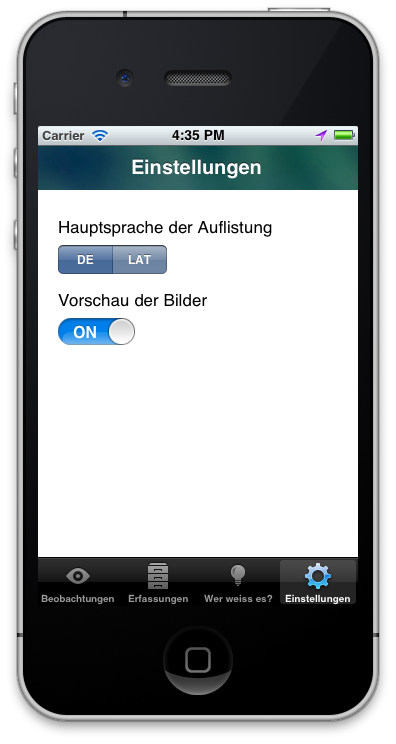 Carrier 4:35 PM
Einstellungen
Hauptsprache der Auflistung
DE LAT
Vorschau der Bilder
ON
Beobachtungen Erfassungen Wer weiss es? Einstellungen